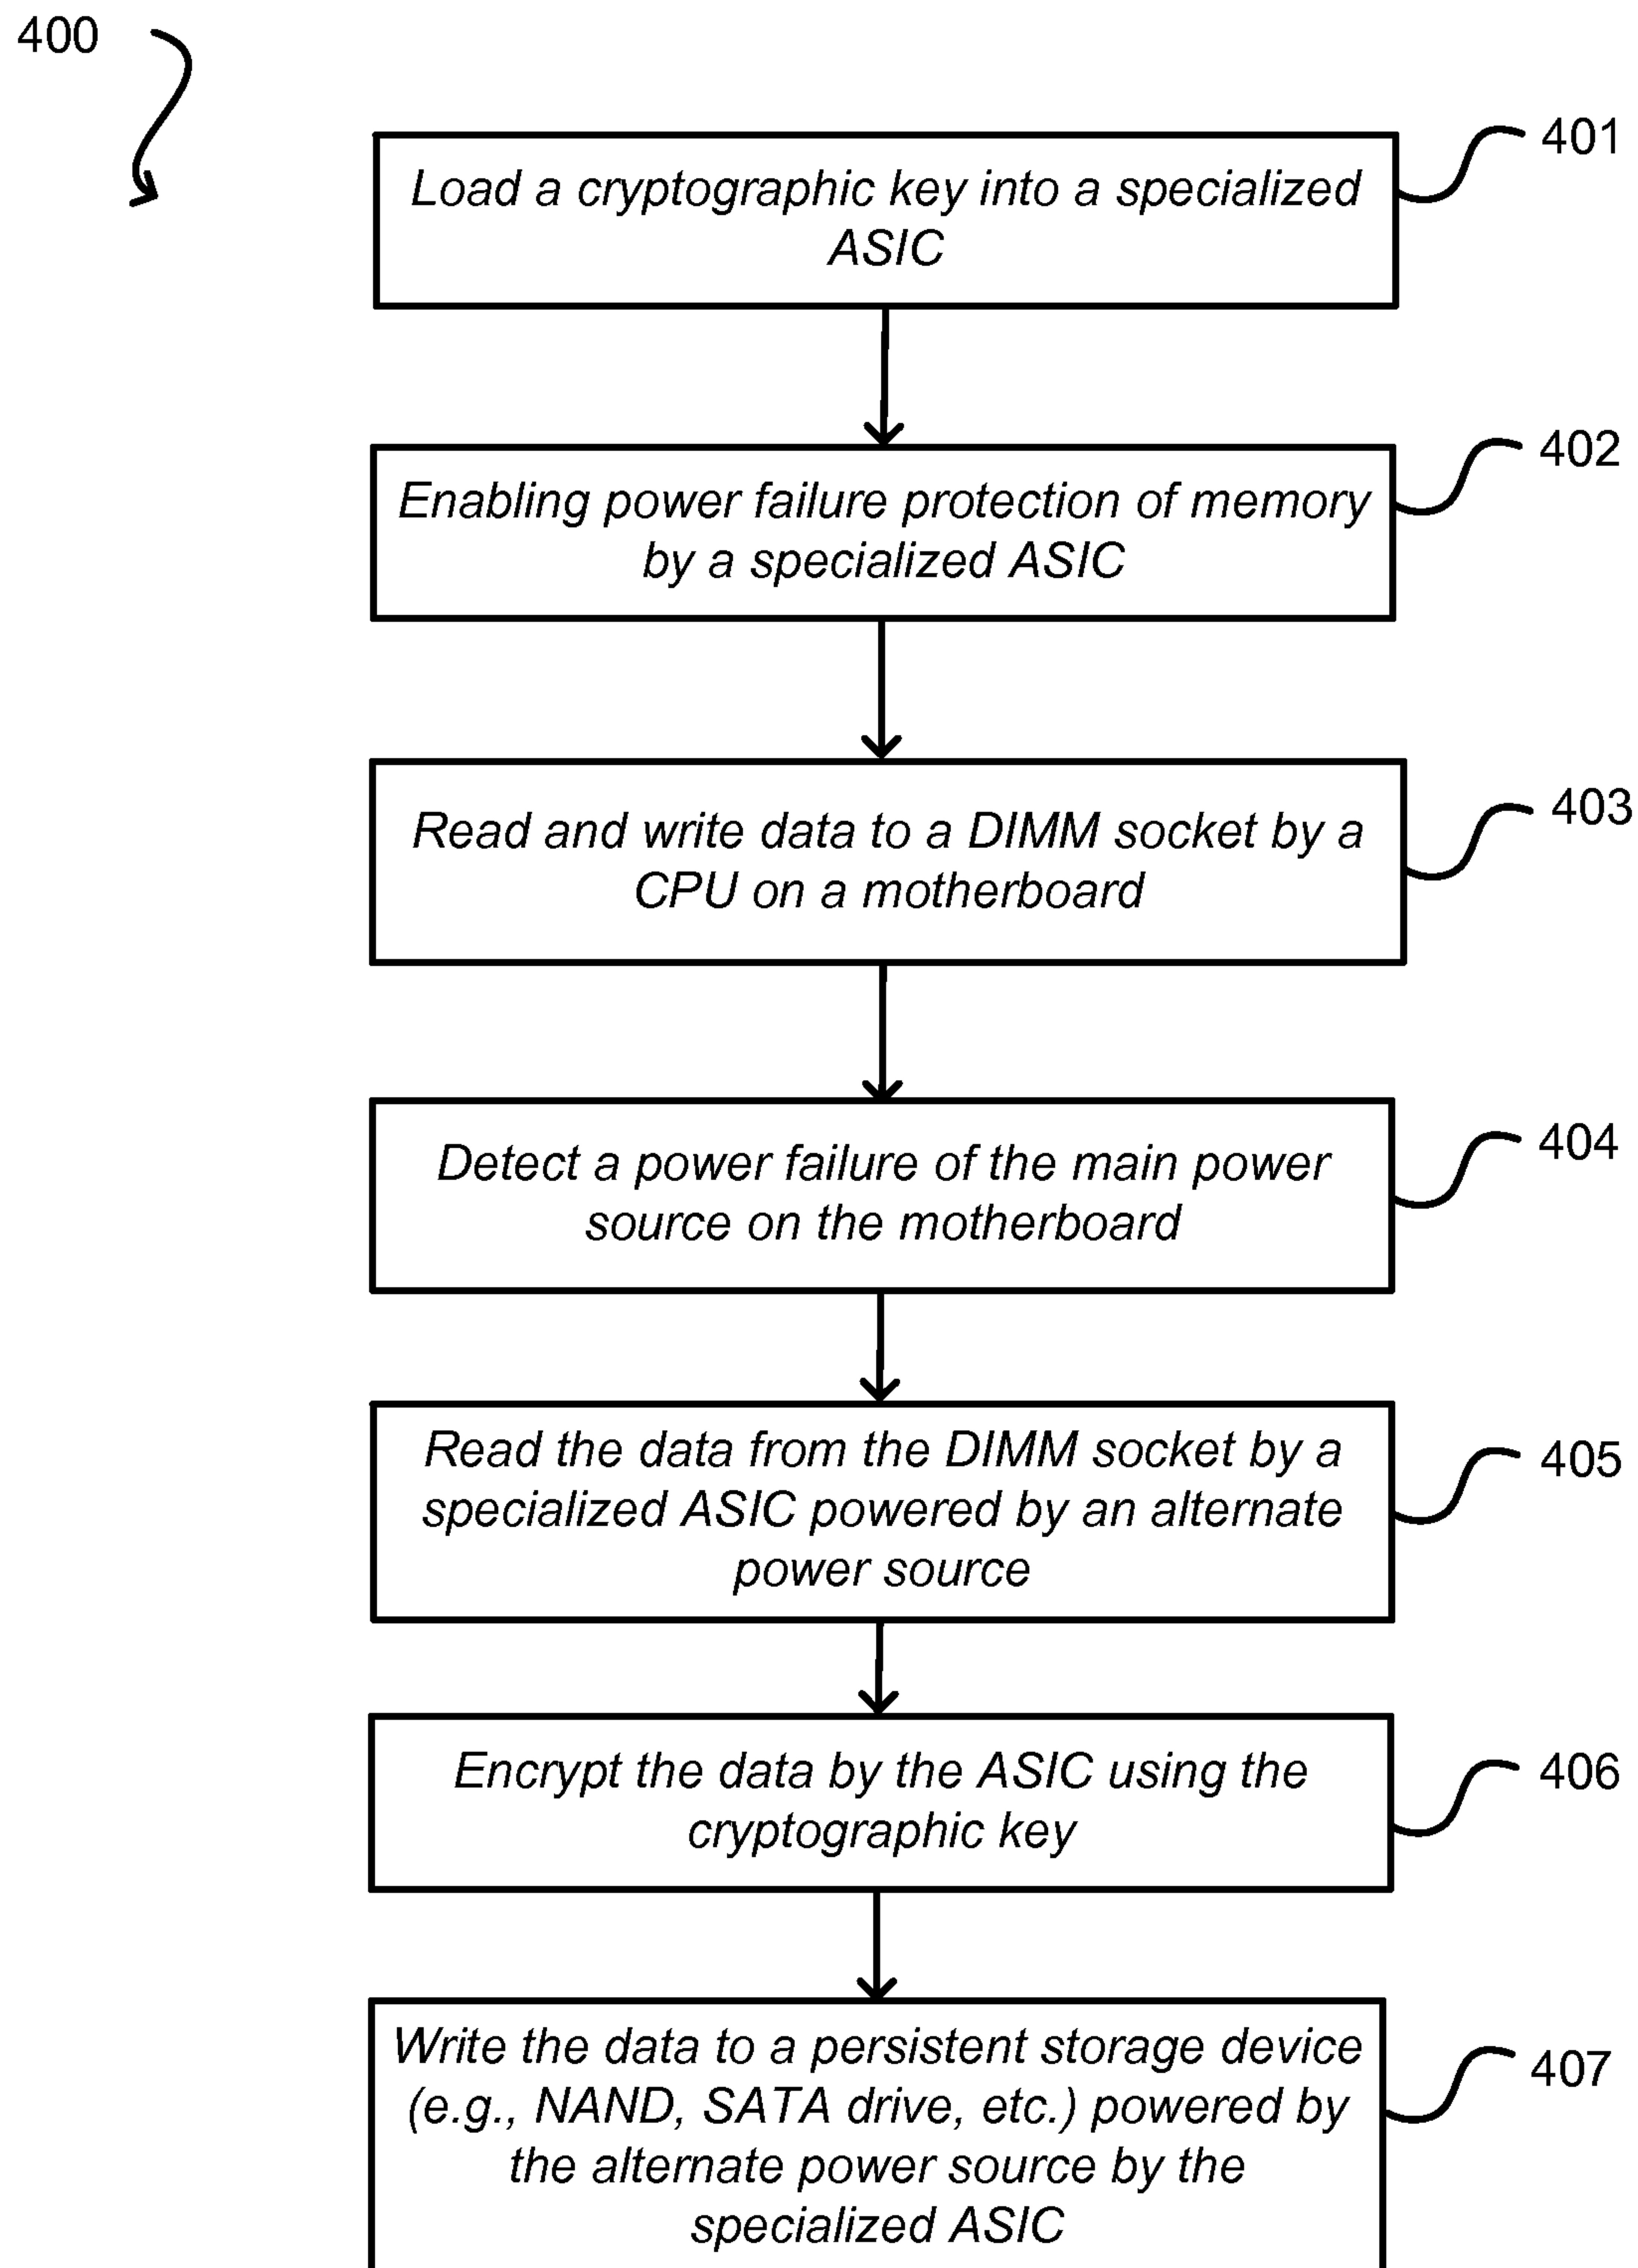 400
401
Load a cryptographic key into a specialized
ASIC
402
Enabling power failure protection of memory
by a specialized ASIC
403
Read and write data to a DIMM socket by a
CPU on a motherboard
404
Detect a power failure of the main power
source on the motherboard
405
Read the data from the DIMM socket by a
specialized ASIC powered by an alternate
power source
406
Encrypt the data by the ASIC using the
cryptographic key
407
Write the data to a persistent storage device
(e.g., NAND, SATA drive, etc.) powered by
the alternate power source by the
specialized ASIC